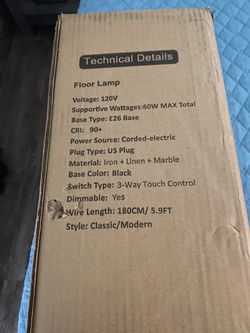 Technical Details
Floor Lamp
Voltage: 120V
Supportive Wattages:60W MAX Total
Base Type: E26 Base
CRI: 90+
Power Source: Corded-electric
Plug Type: US Plug
Material: Iron + Linen + Marble
Base Color: Black
Switch Type: 3-Way Touch Control
Dimmable: Yes
Wire Length: 180CM/ 5.9FT
Style: Classic/Modern